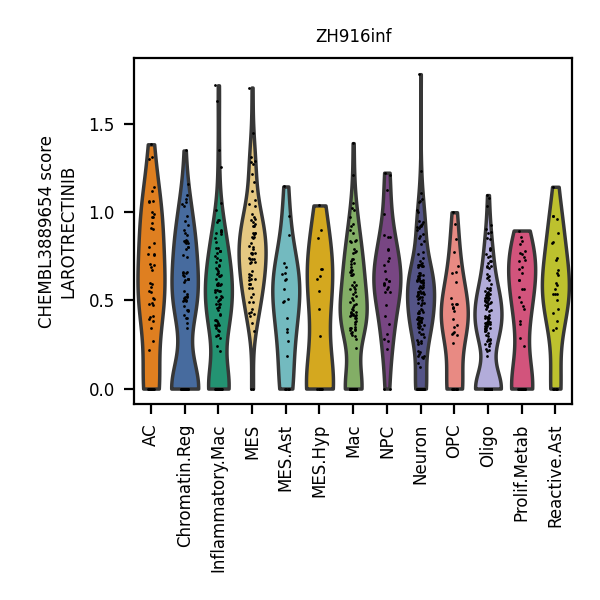 ZH916inf
CHEMBL3889654 score
LAROTRECTINIB
1.5
1.0
0.5
0.0
AC
Chromatin.Reg
Inflammatory.Mac
MES
MES.Ast
MES.Hyp
Mac
NPC
Neuron
OPC
Oligo
Prolif.Metab
Reactive.Ast